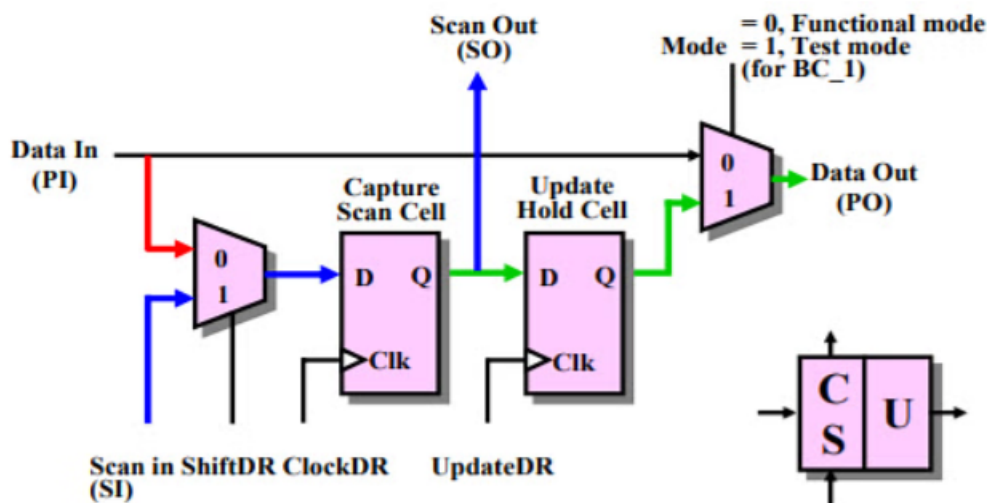 = 0, Functional mode
Scan Out
(SO)
Mode = 1, Test mode
(for BC_1)
Data In
(PI)
0
1
Data Out
(PO)
Capture
Scan Cell
Update
Hold Cell
0
1
D Q
Clk
D Q
Clk
C
S
U
Scan in ShiftDR ClockDR UpdateDR
(SI)